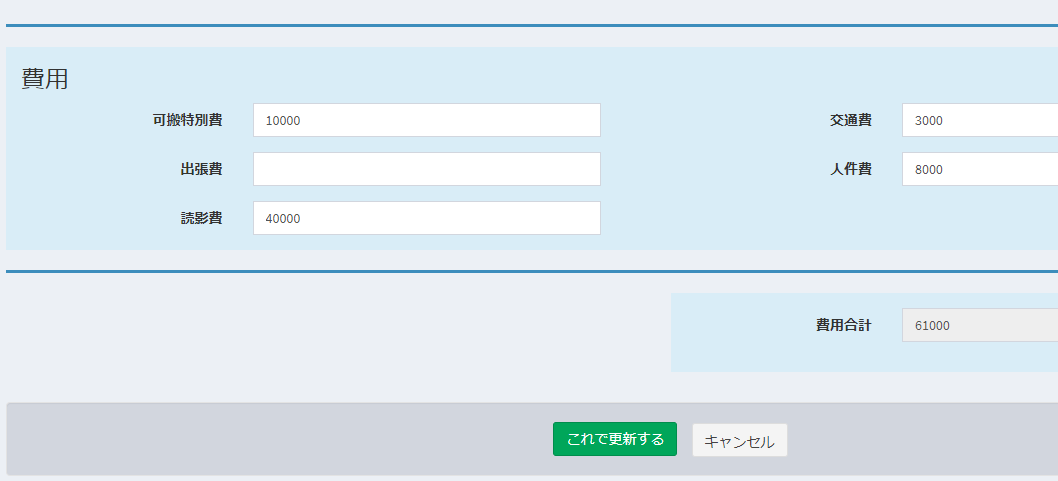 費用
可搬特別費 10000 交通費 3000
出張費 人件費 8000
読影費 40000
費用合計 61000
これで更新する キャンセル